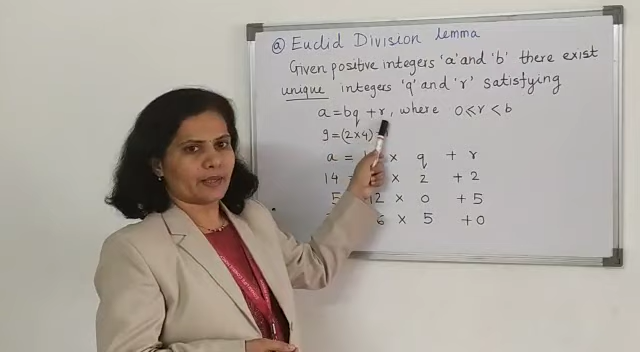 @ Euclid Division lemma
Given positive integers 'a' and 'b' there exist
unique integers 'q' and 'r' satisfying
a = bq + r, where 0 ≤ r < b
9 = (2 × 4)
a = × q + r
14 = × 2 + 2
5 12 × 0 + 5
6 × 5 + 0